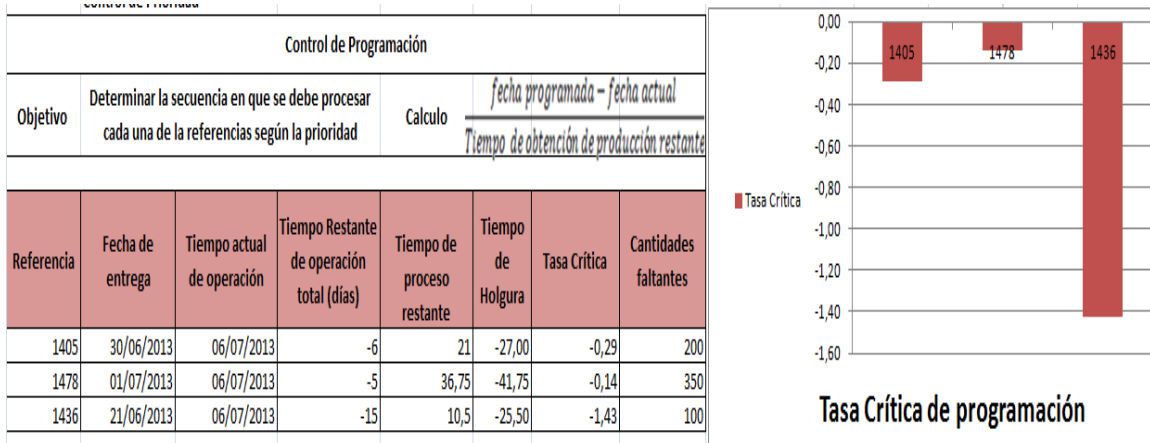 Control de Prioridad
Control de Programación
Objetivo
Determinar la secuencia en que se debe procesar
cada una de la referencias según la prioridad
Calculo
fecha programada – fecha actual
Tiempo de obtención de producción restante
Referencia
Fecha de
entrega
Tiempo actual
de operación
Tiempo Restante
de operación
total (días)
Tiempo de
proceso
restante
Tiempo
de
Holgura
Tasa Crítica
Cantidades
faltantes
1405 30/06/2013 06/07/2013 -6 21 -27,00 -0,29 200
1478 01/07/2013 06/07/2013 -5 36,75 -41,75 -0,14 350
1436 21/06/2013 06/07/2013 -15 10,5 -25,50 -1,43 100
0,00
-0,20
-0,40
-0,60
-0,80
-1,00
-1,20
-1,40
-1,60
1405 1478 1436
Tasa Crítica
Tasa Crítica de programación